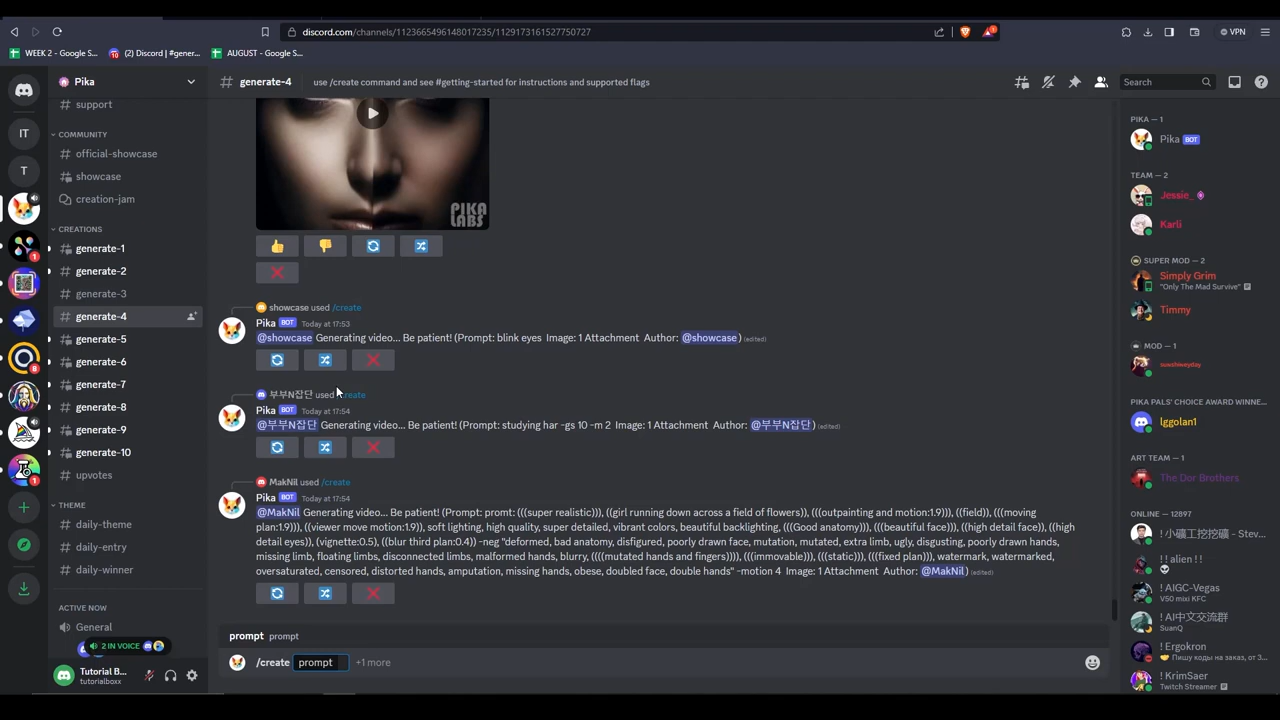 discord.com/channels/1123665496148017235/1129173161527750727
VPN
WEEK 2 - Google S...
(2) Discord | #gener...
AUGUST - Google S...
Pika
generate-4
use /create command and see #getting-started for instructions and supported flags
Search
support
COMMUNITY
official-showcase
showcase
creation-jam
CREATIONS
generate-1
generate-2
generate-3
generate-4
generate-5
generate-6
generate-7
generate-8
generate-9
generate-10
upvotes
THEME
daily-theme
daily-entry
daily-winner
ACTIVE NOW
General
2 IN VOICE
Tutorial B...
tutorialboxx
IT
T
1
8
1
PIKA
LABS
showcase used /create
Pika BOT Today at 17:53
@showcase Generating video... Be patient! (Prompt: blink eyes Image: 1 Attachment Author: @showcase) (edited)
부부N잡단 used /create
Pika BOT Today at 17:54
@부부N잡단 Generating video... Be patient! (Prompt: studying har -gs 10 -m 2 Image: 1 Attachment Author: @부부N잡단) (edited)
MakNil used /create
Pika BOT Today at 17:54
@MakNil Generating video... Be patient! (Prompt: promt: (((super realistic))), ((girl running down across a field of flowers)), (((outpainting and motion:1.9))), ((field)), (((moving
plan:1.9))), ((viewer move motion:1.9)), soft lighting, high quality, super detailed, vibrant colors, beautiful backlighting, (((Good anatomy))), (((beautiful face))), ((high detail face)), ((high
detail eyes)), (vignette:0.5), ((blur third plan:0.4)) -neg "deformed, bad anatomy, disfigured, poorly drawn face, mutation, mutated, extra limb, ugly, disgusting, poorly drawn hands,
missing limb, floating limbs, disconnected limbs, malformed hands, blurry, ((((mutated hands and fingers)))), (((immovable))), (((static))), (((fixed plan))), watermark, watermarked,
oversaturated, censored, distorted hands, amputation, missing hands, obese, doubled face, double hands" -motion 4 Image: 1 Attachment Author: @MakNil) (edited)
prompt prompt
/create prompt +1 more
PIKA — 1
Pika BOT
TEAM — 2
Jessie_
Karli
SUPER MOD — 2
Simply Grim
"Only The Mad Survive"
Timmy
MOD — 1
PIKA PALS' CHOICE AWARD WINNE...
lggolan1
ART TEAM — 1
The Dor Brothers
ONLINE — 12897
! 小礦工挖挖礦 - Stev...
! alien !
! AIGC-Vegas
V50 mixi KFC
! AI中文交流群
SuanQ
! Ergokron
Пишу коды на заказ, от 3...
! KrimSaer
Twitch Streamer